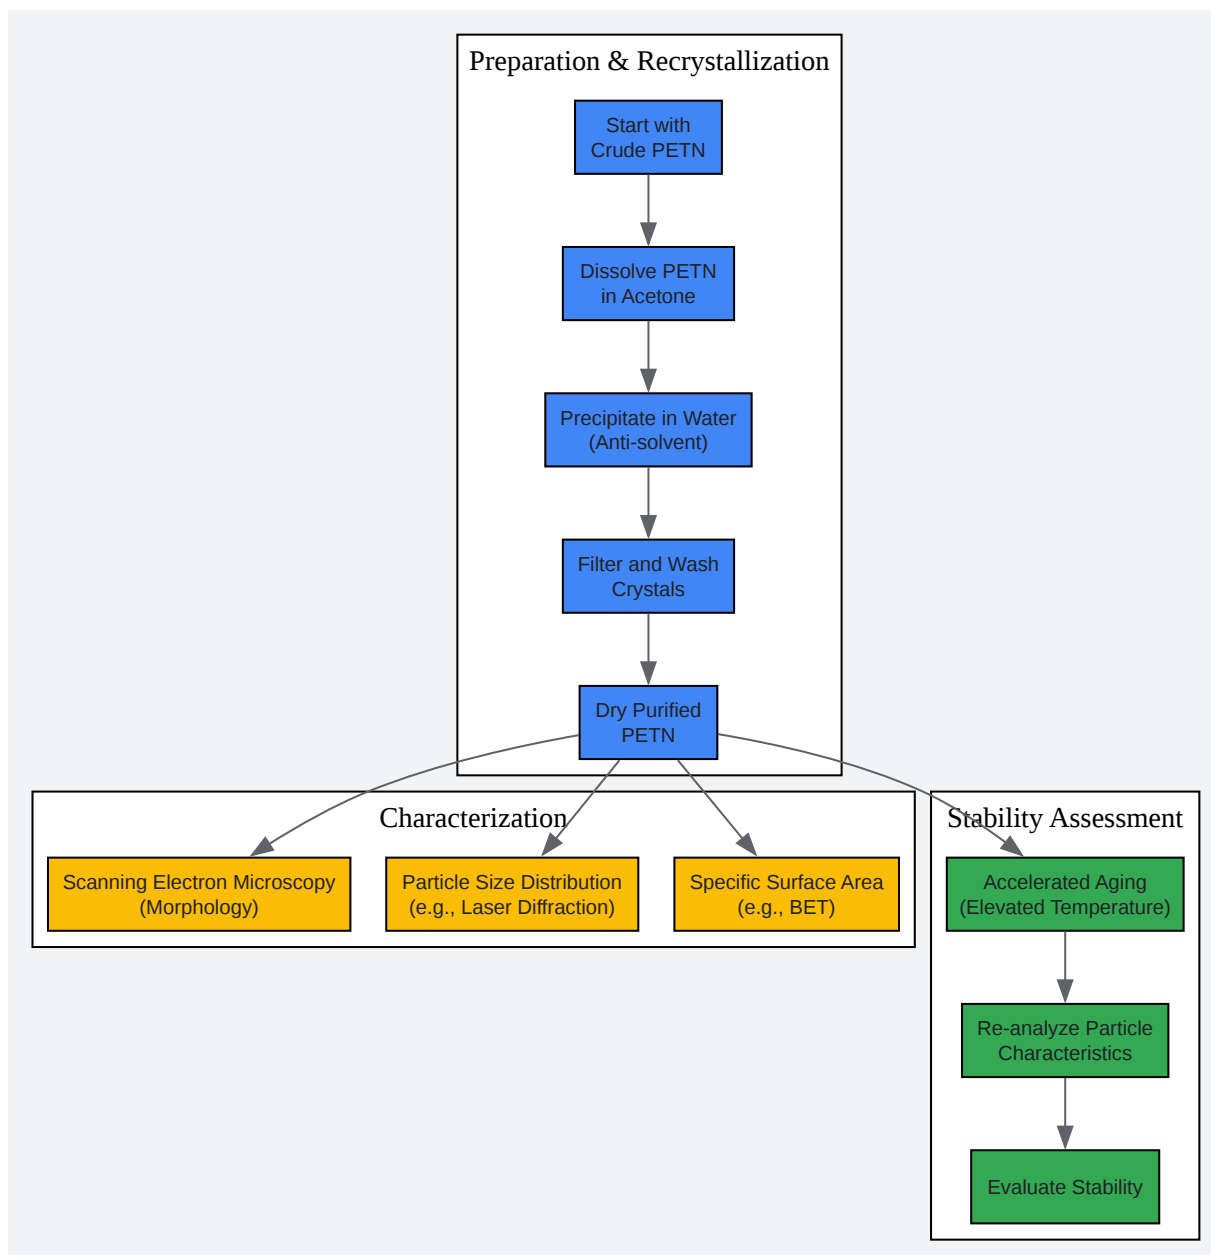 Preparation & Recrystallization
Start with
Crude PETN
Dissolve PETN
in Acetone
Precipitate in Water
(Anti-solvent)
Filter and Wash
Crystals
Dry Purified
PETN
Characterization
Scanning Electron Microscopy
(Morphology)
Particle Size Distribution
(e.g., Laser Diffraction)
Specific Surface Area
(e.g., BET)
Stability Assessment
Accelerated Aging
(Elevated Temperature)
Re-analyze Particle
Characteristics
Evaluate Stability